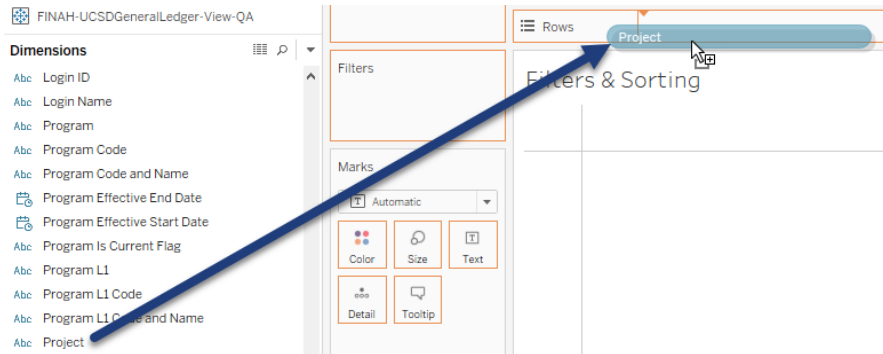 FINAH-UCSDGeneralLedger-View-QA
Dimensions
Abc Login ID
Abc Login Name
Abc Program
Abc Program Code
Abc Program Code and Name
Program Effective End Date
Program Effective Start Date
Abc Program Is Current Flag
Abc Program L1
Abc Program L1 Code
Abc Program L1 Code and Name
Abc Project
Filters
Marks
T Automatic
Color
Size
T
Text
Detail
Tooltip
Rows
Project
Filters & Sorting